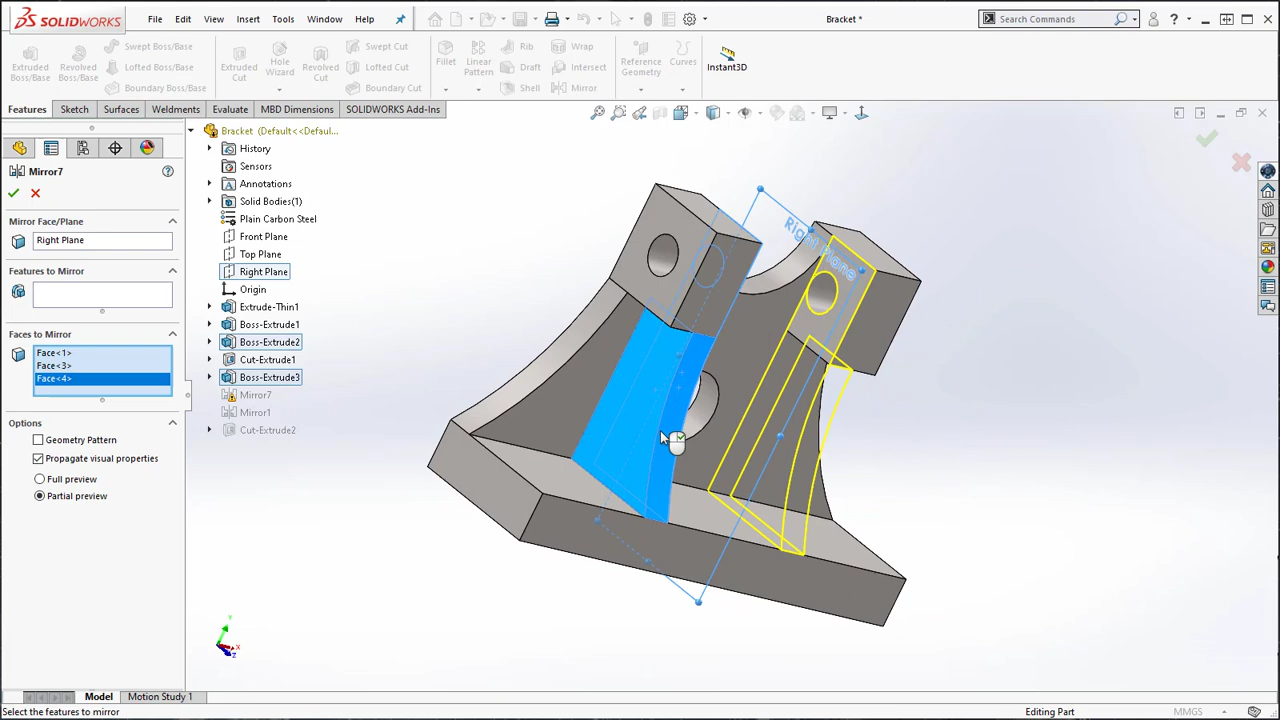 SOLIDWORKS
File Edit View Insert Tools Window Help
Bracket *
Search Commands
Extruded Boss/Base
Revolved Boss/Base
Swept Boss/Base
Lofted Boss/Base
Boundary Boss/Base
Extruded Cut
Hole Wizard
Revolved Cut
Swept Cut
Lofted Cut
Boundary Cut
Fillet
Linear Pattern
Rib
Draft
Shell
Wrap
Intersect
Mirror
Reference Geometry
Curves
Instant3D
Features Sketch Surfaces Weldments Evaluate MBD Dimensions SOLIDWORKS Add-Ins
Mirror7
Mirror Face/Plane
Right Plane
Features to Mirror
Faces to Mirror
Face<1>
Face<3>
Face<4>
Options
Geometry Pattern
Propagate visual properties
Full preview
Partial preview
Bracket (Default<<Defaul...
History
Sensors
Annotations
Solid Bodies(1)
Plain Carbon Steel
Front Plane
Top Plane
Right Plane
Origin
Extrude-Thin1
Boss-Extrude1
Boss-Extrude2
Cut-Extrude1
Boss-Extrude3
Mirror7
Mirror1
Cut-Extrude2
Right Plane
Y
X
Z
Model Motion Study 1
Select the features to mirror
Editing Part
MMGS